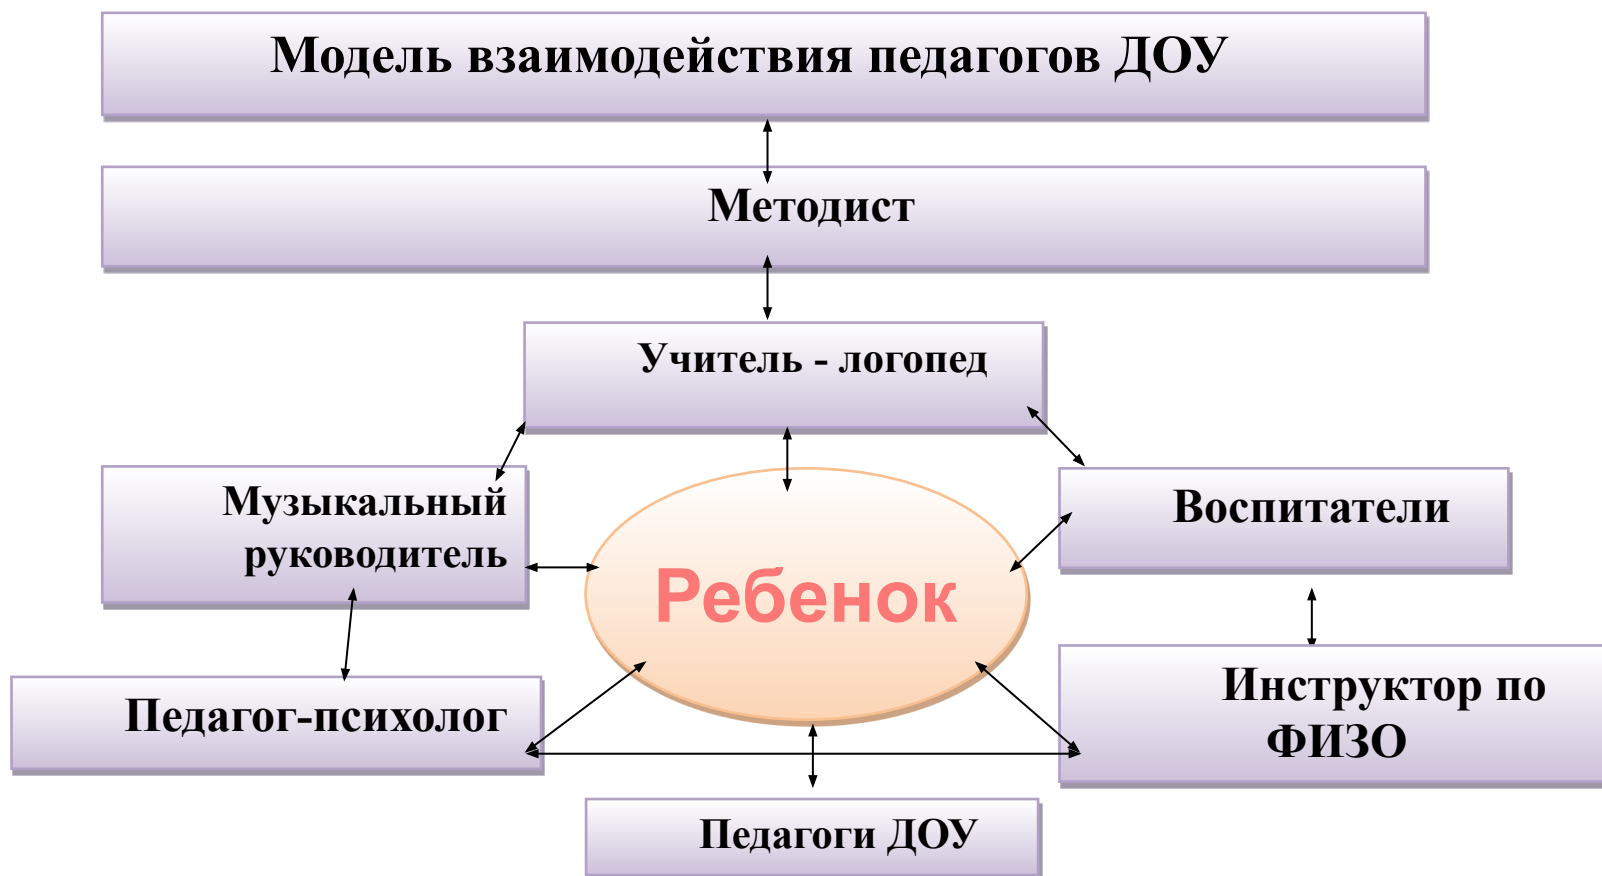 Модель взаимодействия педагогов ДОУ
Методист
Учитель - логопед
Музыкальный
руководитель
Воспитатели
Ребенок
Педагог-психолог
Инструктор по
ФИЗО
Педагоги ДОУ